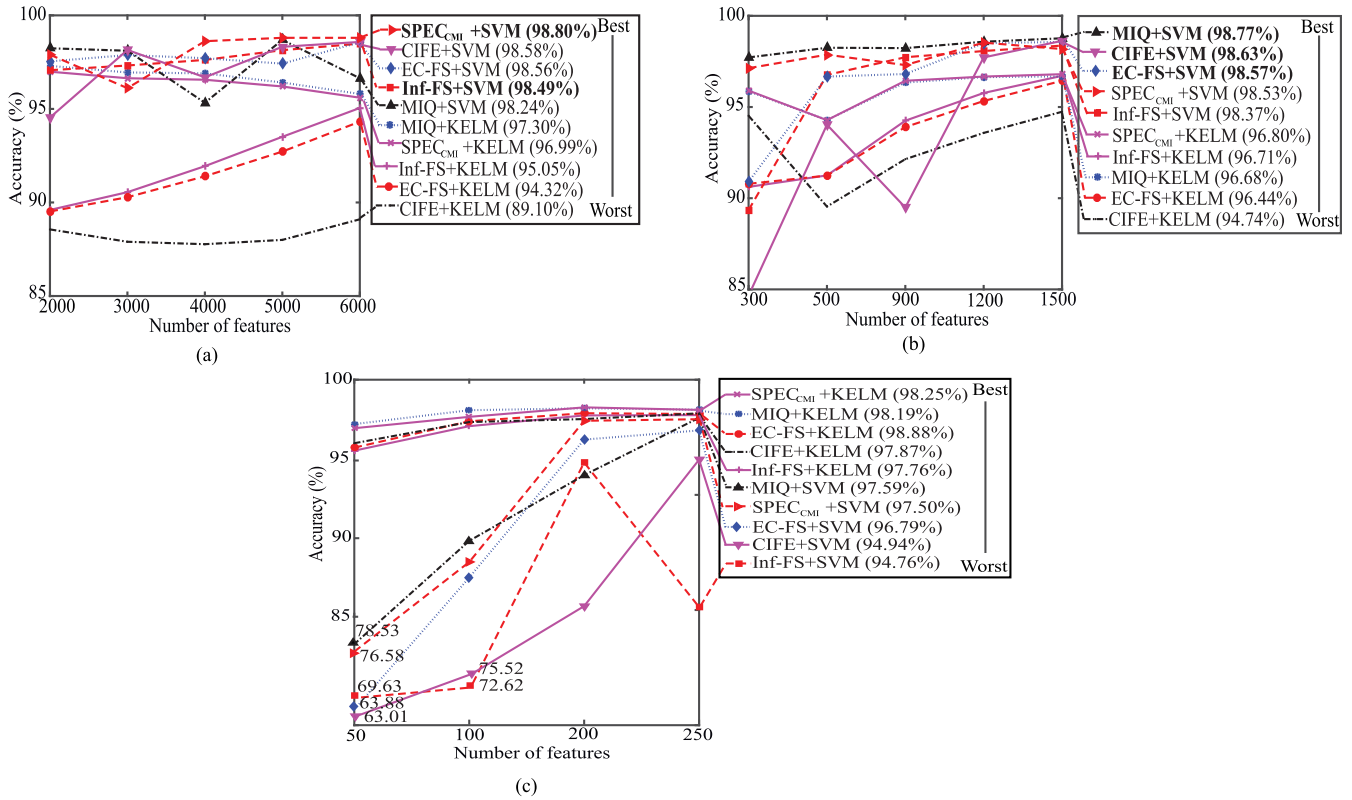 100
95
90
85
Accuracy (%)
2000 3000 4000 5000 6000
Number of features
(a)
Best
SPEC_CMI +SVM (98.80%)
CIFE+SVM (98.58%)
EC-FS+SVM (98.56%)
Inf-FS+SVM (98.49%)
MIQ+SVM (98.24%)
MIQ+KELM (97.30%)
SPEC_CMI +KELM (96.99%)
Inf-FS+KELM (95.05%)
EC-FS+KELM (94.32%)
CIFE+KELM (89.10%)
Worst
100
95
90
85
Accuracy (%)
300 500 900 1200 1500
Number of features
(b)
Best
MIQ+SVM (98.77%)
CIFE+SVM (98.63%)
EC-FS+SVM (98.57%)
SPEC_CMI +SVM (98.53%)
Inf-FS+SVM (98.37%)
SPEC_CMI +KELM (96.80%)
Inf-FS+KELM (96.71%)
MIQ+KELM (96.68%)
EC-FS+KELM (96.44%)
CIFE+KELM (94.74%)
Worst
100
95
90
85
Accuracy (%)
78.53
76.58
69.63
63.88
63.01
75.52
72.62
50 100 200 250
Number of features
(c)
Best
SPEC_CMI +KELM (98.25%)
MIQ+KELM (98.19%)
EC-FS+KELM (98.88%)
CIFE+KELM (97.87%)
Inf-FS+KELM (97.76%)
MIQ+SVM (97.59%)
SPEC_CMI +SVM (97.50%)
EC-FS+SVM (96.79%)
CIFE+SVM (94.94%)
Inf-FS+SVM (94.76%)
Worst